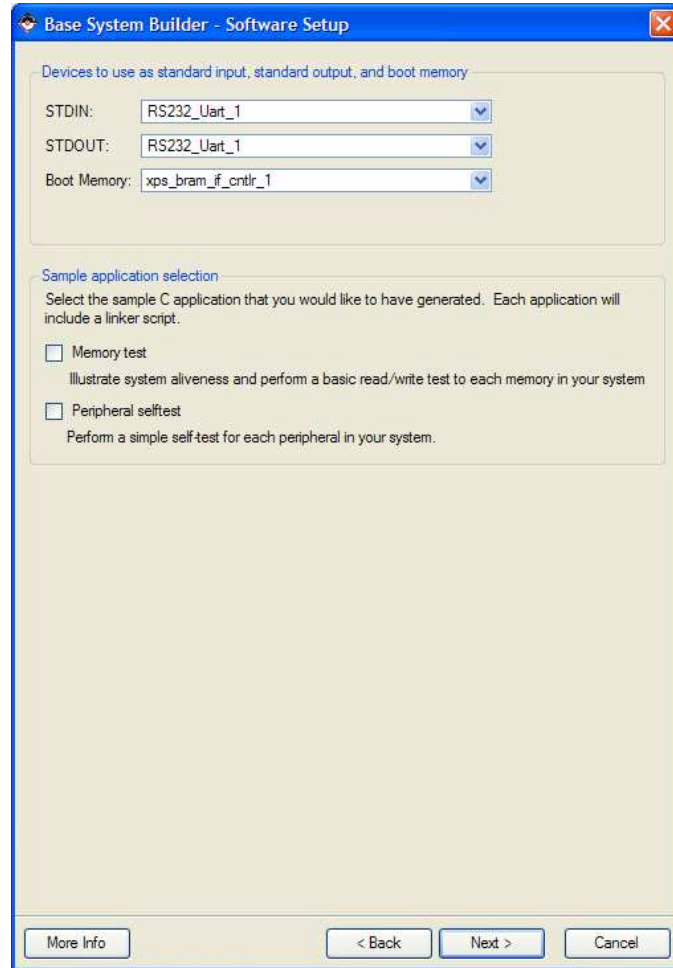 Base System Builder - Software Setup
Devices to use as standard input, standard output, and boot memory
STDIN: RS232_Uart_1
STDOUT: RS232_Uart_1
Boot Memory: xps_bram_if_cntlr_1
Sample application selection
Select the sample C application that you would like to have generated. Each application will
include a linker script.
Memory test
Illustrate system aliveness and perform a basic read/write test to each memory in your system
Peripheral selftest
Perform a simple self-test for each peripheral in your system.
More Info < Back Next > Cancel